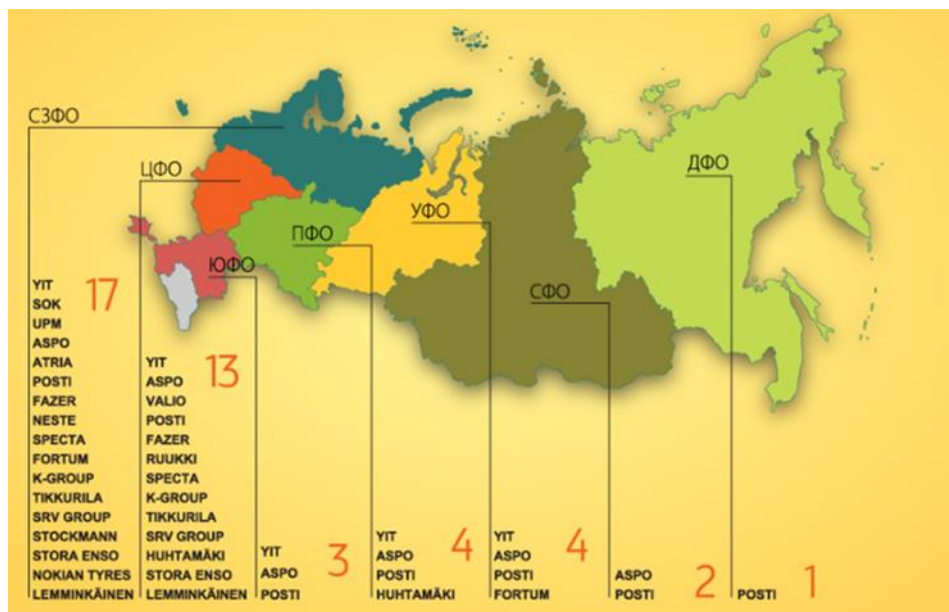 СЗФО
ЦФО
ДФО
УФО
ПФО
ЮФО
СФО
17
YIT
SOK
UPM
ASPO
ATRIA
POSTI
FAZER
NESTE
SPECTA
FORTUM
K-GROUP
TIKKURILA
SRV GROUP
STOCKMANN
STORA ENSO
NOKIAN TYRES
LEMMINKÄINEN
13
YIT
ASPO
VALIO
POSTI
FAZER
RUUKKI
SPECTA
K-GROUP
TIKKURILA
SRV GROUP
HUHTAMÄKI
STORA ENSO
LEMMINKÄINEN
3
YIT
ASPO
POSTI
4
YIT
ASPO
POSTI
HUHTAMÄKI
4
YIT
ASPO
POSTI
FORTUM
2
ASPO
POSTI
1
POSTI